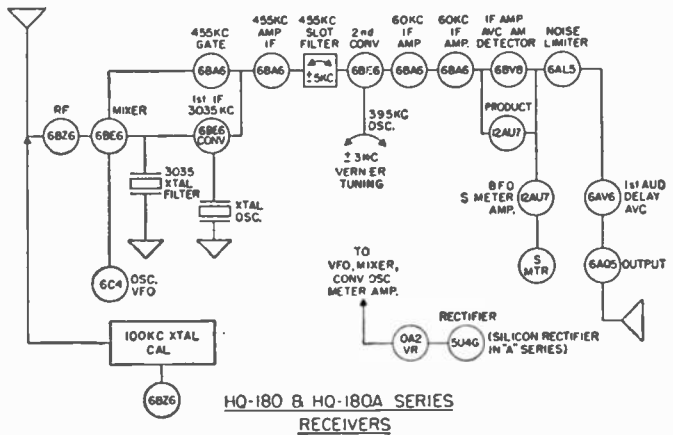 455KC
GATE
6BA6
455KC
AMP
IF
6BA6
455KC
SLOT
FILTER
±5KC
2nd
CONV
6BE6
60KC
IF
AMP
6BA6
60KC
IF
AMP.
6BA6
IF AMP
AVC AM
DETECTOR
6BV8
NOISE
LIMITER
6AL5
RF
6BZ6
MIXER
6BE6
1st IF
3035KC
6BE6
CONV
395KC
OSC.
±3KC
VERNIER
TUNING
PRODUCT
12AU7
3035
XTAL
FILTER
XTAL
OSC.
BFO
S METER
AMP.
12AU7
6AV6
1st AUD
DELAY
AVC
6C4
OSC.
VFO
S
MTR
6AQ5
OUTPUT
TO
VFO, MIXER,
CONV OSC
METER AMP.
100KC XTAL
CAL
6BZ6
OA2
VR
RECTIFIER
5U4G
(SILICON RECTIFIER
IN "A" SERIES)
HQ-180 & HQ-180A SERIES
RECEIVERS